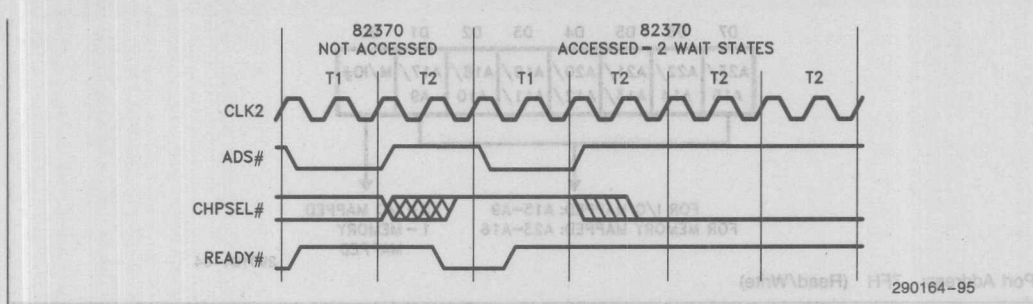 82370
NOT ACCESSED
82370
ACCESSED – 2 WAIT STATES
T1 T2 T1 T2 T2 T2
CLK2
ADS#
CHPSEL#
READY#
290164–95